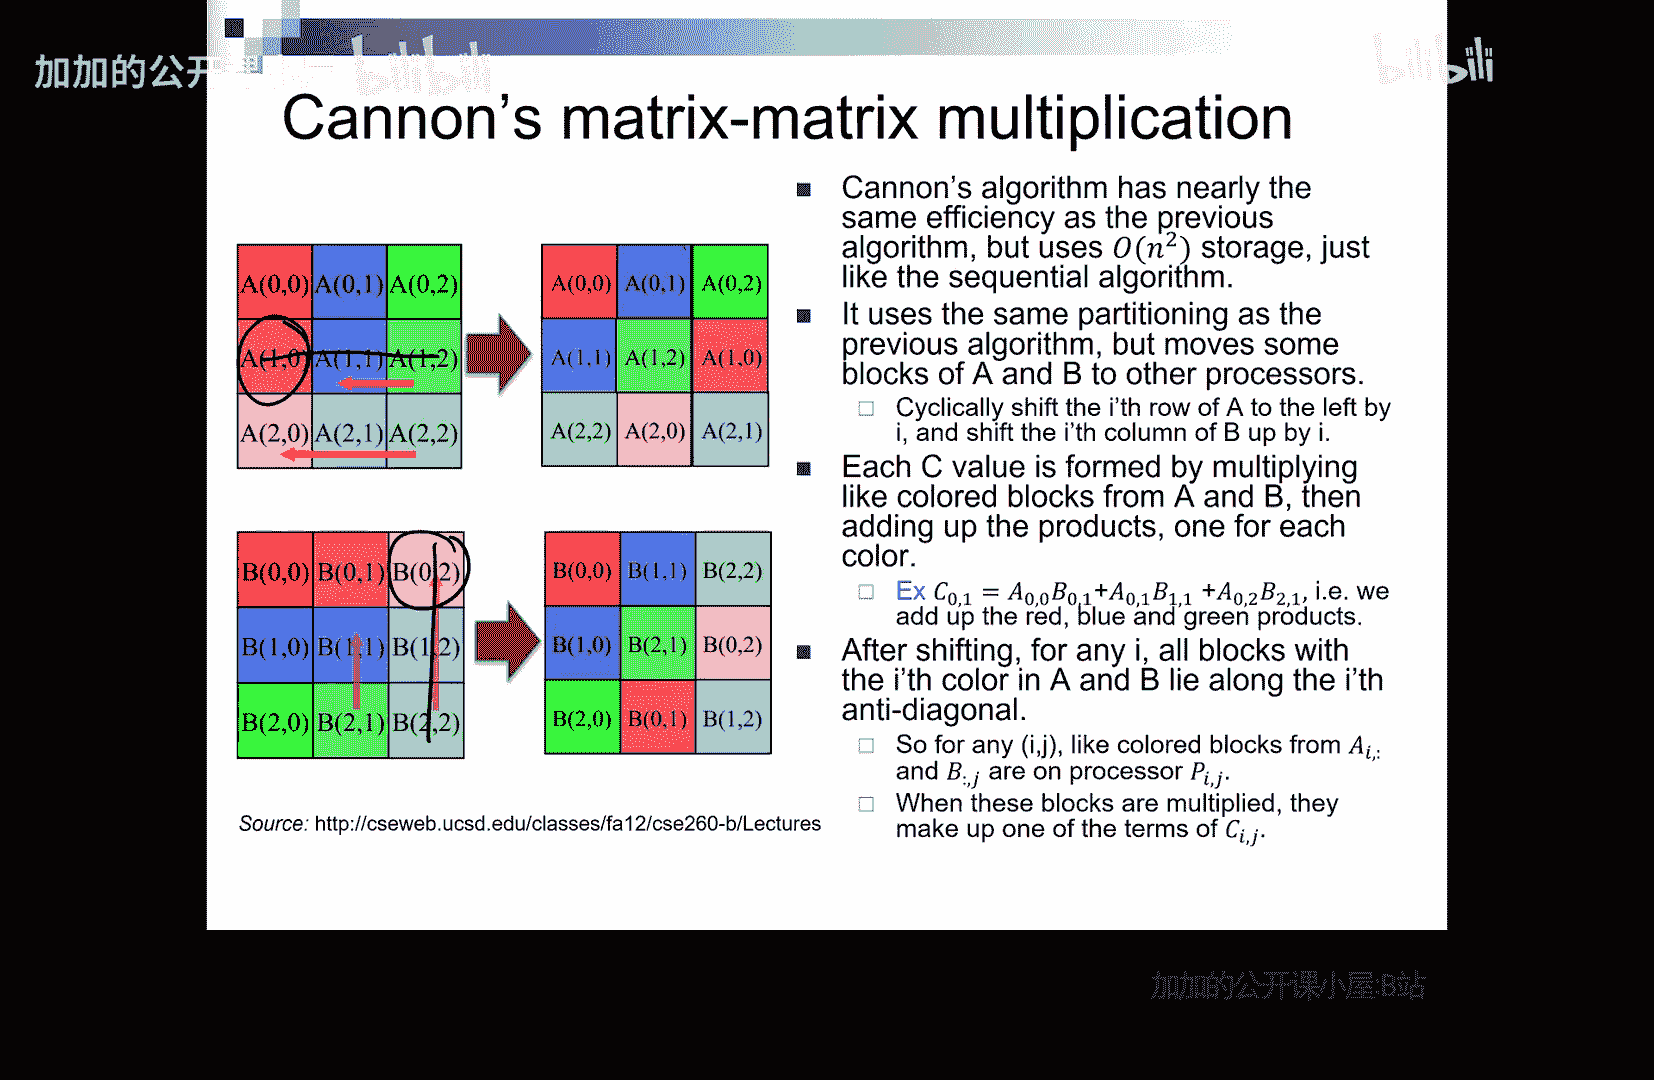 加加的公开
bilibili
bilibili
Cannon’s matrix-matrix multiplication
A(0,0) A(0,1) A(0,2)
A(1,0) A(1,1) A(1,2)
A(2,0) A(2,1) A(2,2)
A(0,0) A(0,1) A(0,2)
A(1,1) A(1,2) A(1,0)
A(2,2) A(2,0) A(2,1)
B(0,0) B(0,1) B(0,2)
B(1,0) B(1,1) B(1,2)
B(2,0) B(2,1) B(2,2)
B(0,0) B(1,1) B(2,2)
B(1,0) B(2,1) B(0,2)
B(2,0) B(0,1) B(1,2)
Source: http://cseweb.ucsd.edu/classes/fa12/cse260-b/Lectures
■ Cannon’s algorithm has nearly the
same efficiency as the previous
algorithm, but uses O(n²) storage, just
like the sequential algorithm.
■ It uses the same partitioning as the
previous algorithm, but moves some
blocks of A and B to other processors.
□ Cyclically shift the i’th row of A to the left by
i, and shift the i’th column of B up by i.
■ Each C value is formed by multiplying
like colored blocks from A and B, then
adding up the products, one for each
color.
□ Ex C₀,₁ = A₀,₀B₀,₁+A₀,₁B₁,₁ +A₀,₂B₂,₁, i.e. we
add up the red, blue and green products.
■ After shifting, for any i, all blocks with
the i’th color in A and B lie along the i’th
anti-diagonal.
□ So for any (i,j), like colored blocks from A_{i,:}
and B_{:,j} are on processor P_{i,j}.
□ When these blocks are multiplied, they
make up one of the terms of C_{i,j}.
加加的公开课小屋:B站